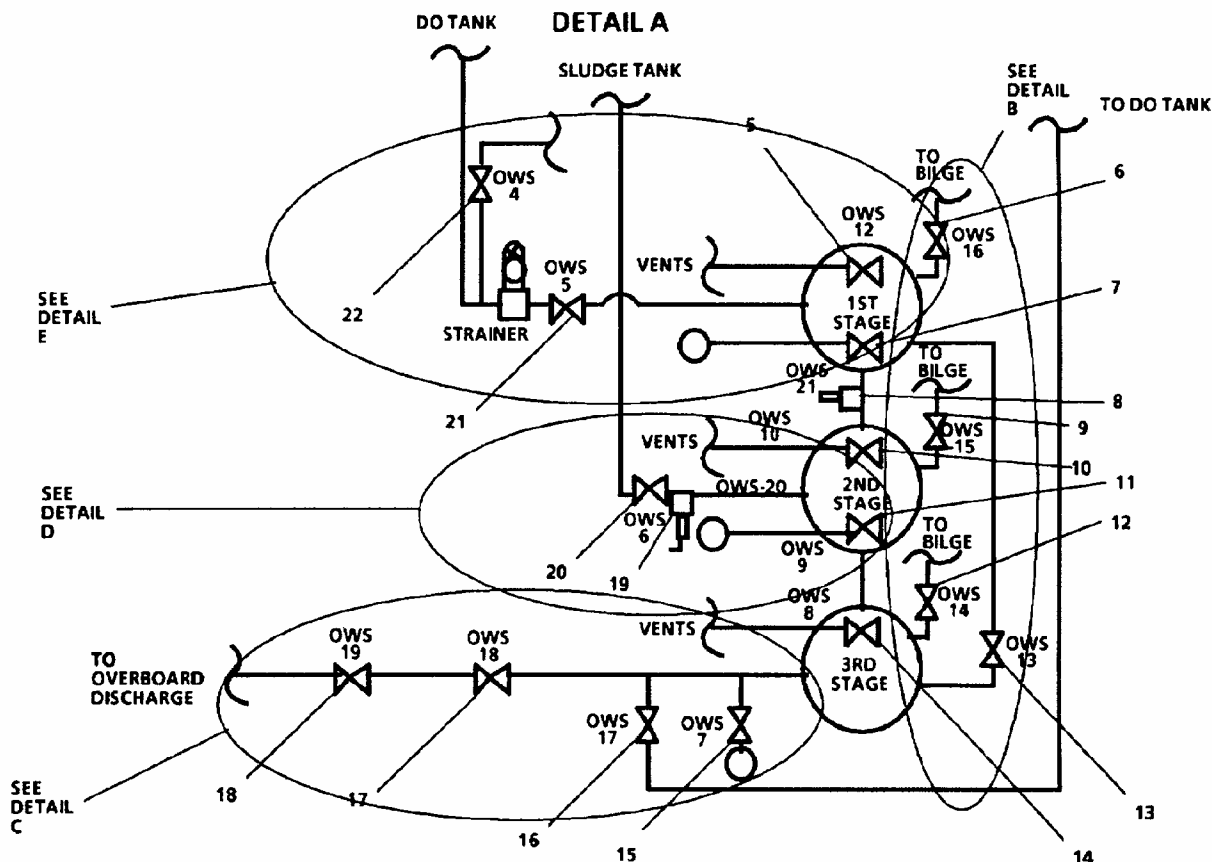 DO TANK
DETAIL A
SLUDGE TANK
SEE
DETAIL
B
TO DO TANK
5
TO
BILGE
6
OWS
4
OWS
12
OWS
16
VENTS
OWS
5
7
SEE
DETAIL
E
22
STRAINER
1ST
STAGE
TO
BILGE
OWS
21
8
21
OWS
10
OWS
15
9
VENTS
10
SEE
DETAIL
D
OWS-20
2ND
STAGE
11
OWS
6
TO
BILGE
12
20
19
OWS
9
OWS
8
OWS
14
VENTS
TO
OVERBOARD
DISCHARGE
OWS
19
OWS
18
OWS
13
3RD
STAGE
OWS
17
OWS
7
SEE
DETAIL
C
18
17
16
15
13
14